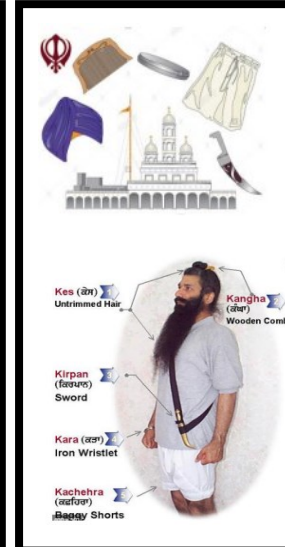 Kes (ਕੇਸ)
Untrimmed Hair
Kangha
(ਕੰਘਾ)
Wooden Comb
Kirpan
(ਕਿਰਪਾਨ)
Sword
Kara (ਕੜਾ)
Iron Wristlet
Kachehra
(ਕਛਹਿਰਾ)
Baggy Shorts